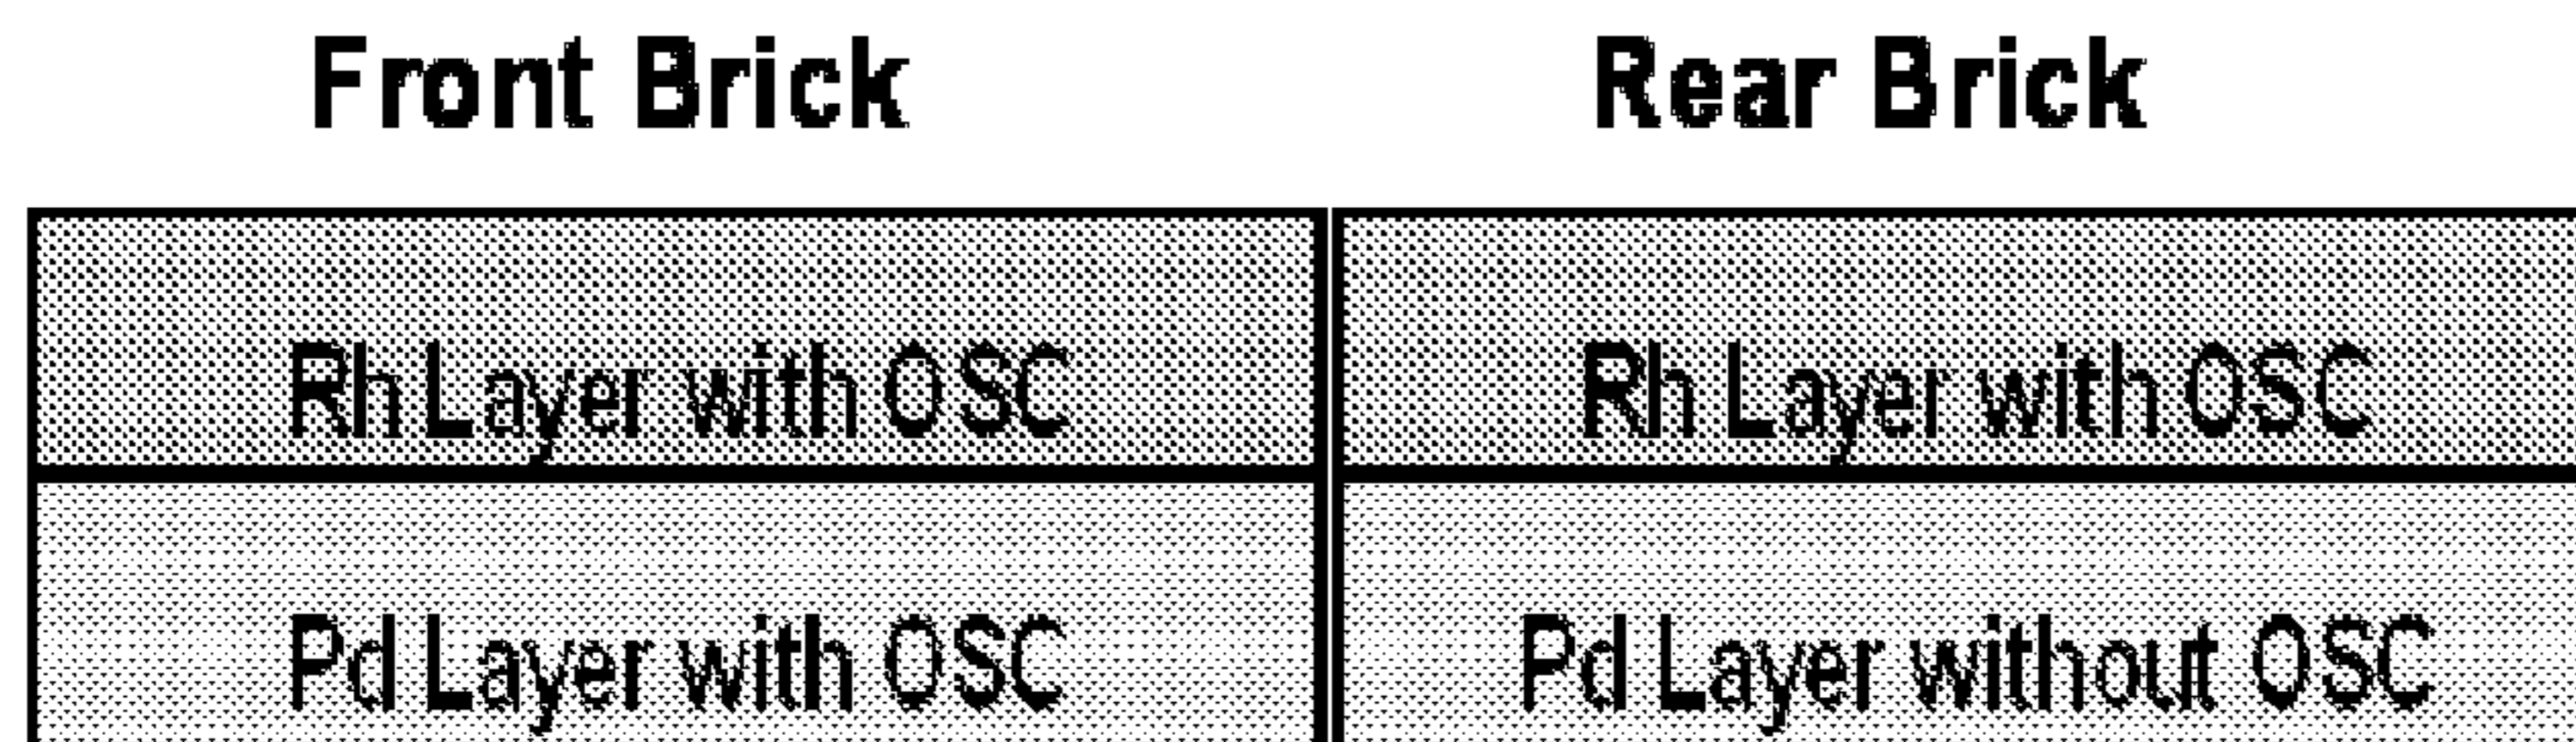 Front Brick Rear Brick
Rh Layer with OSC Rh Layer with OSC
Pd Layer with OSC Pd Layer without OSC